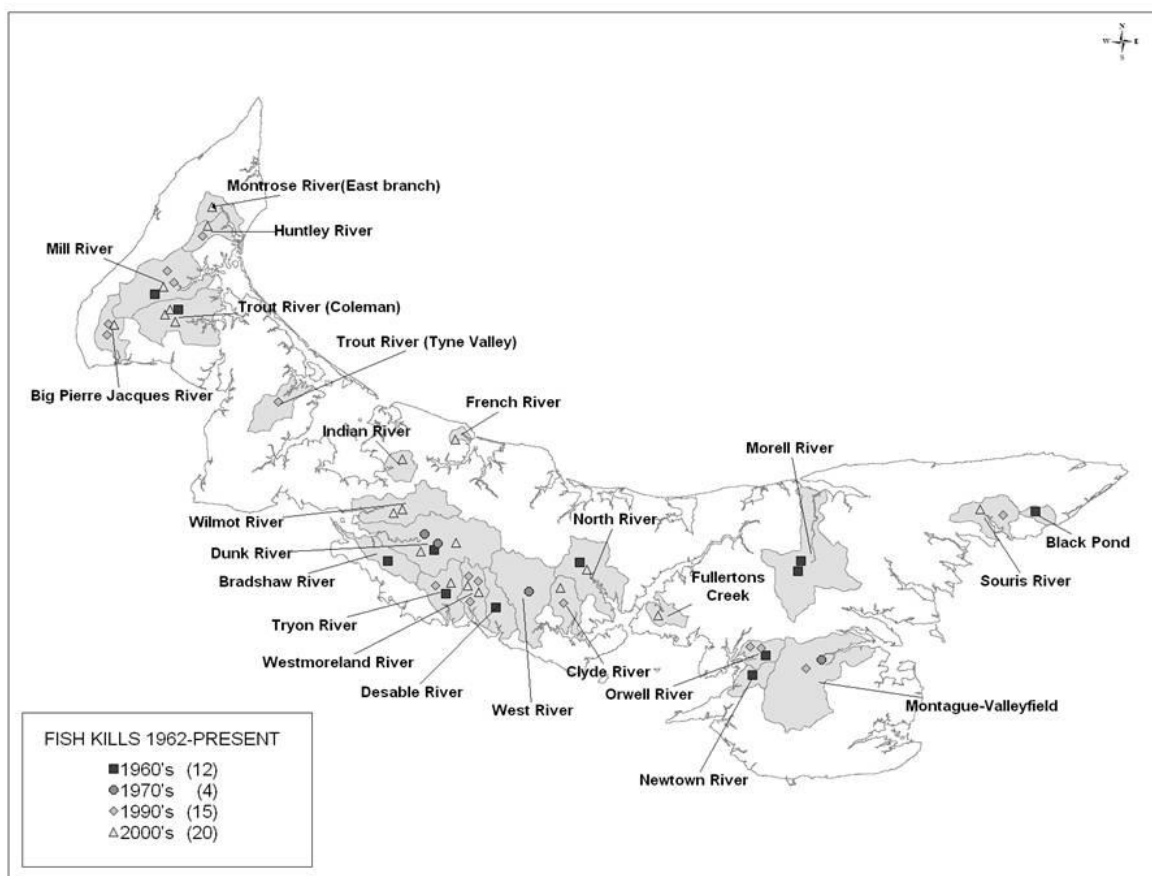 N
W E
S
Montrose River(East branch)
Huntley River
Mill River
Trout River (Coleman)
Trout River (Tyne Valley)
Big Pierre Jacques River
French River
Indian River
Morell River
Wilmot River
North River
Dunk River
Black Pond
Bradshaw River
Fullertons
Creek
Souris River
Tryon River
Westmoreland River
Clyde River
Desable River
Orwell River
West River
Montague-Valleyfield
Newtown River
FISH KILLS 1962-PRESENT
1960's (12)
1970's (4)
1990's (15)
2000's (20)